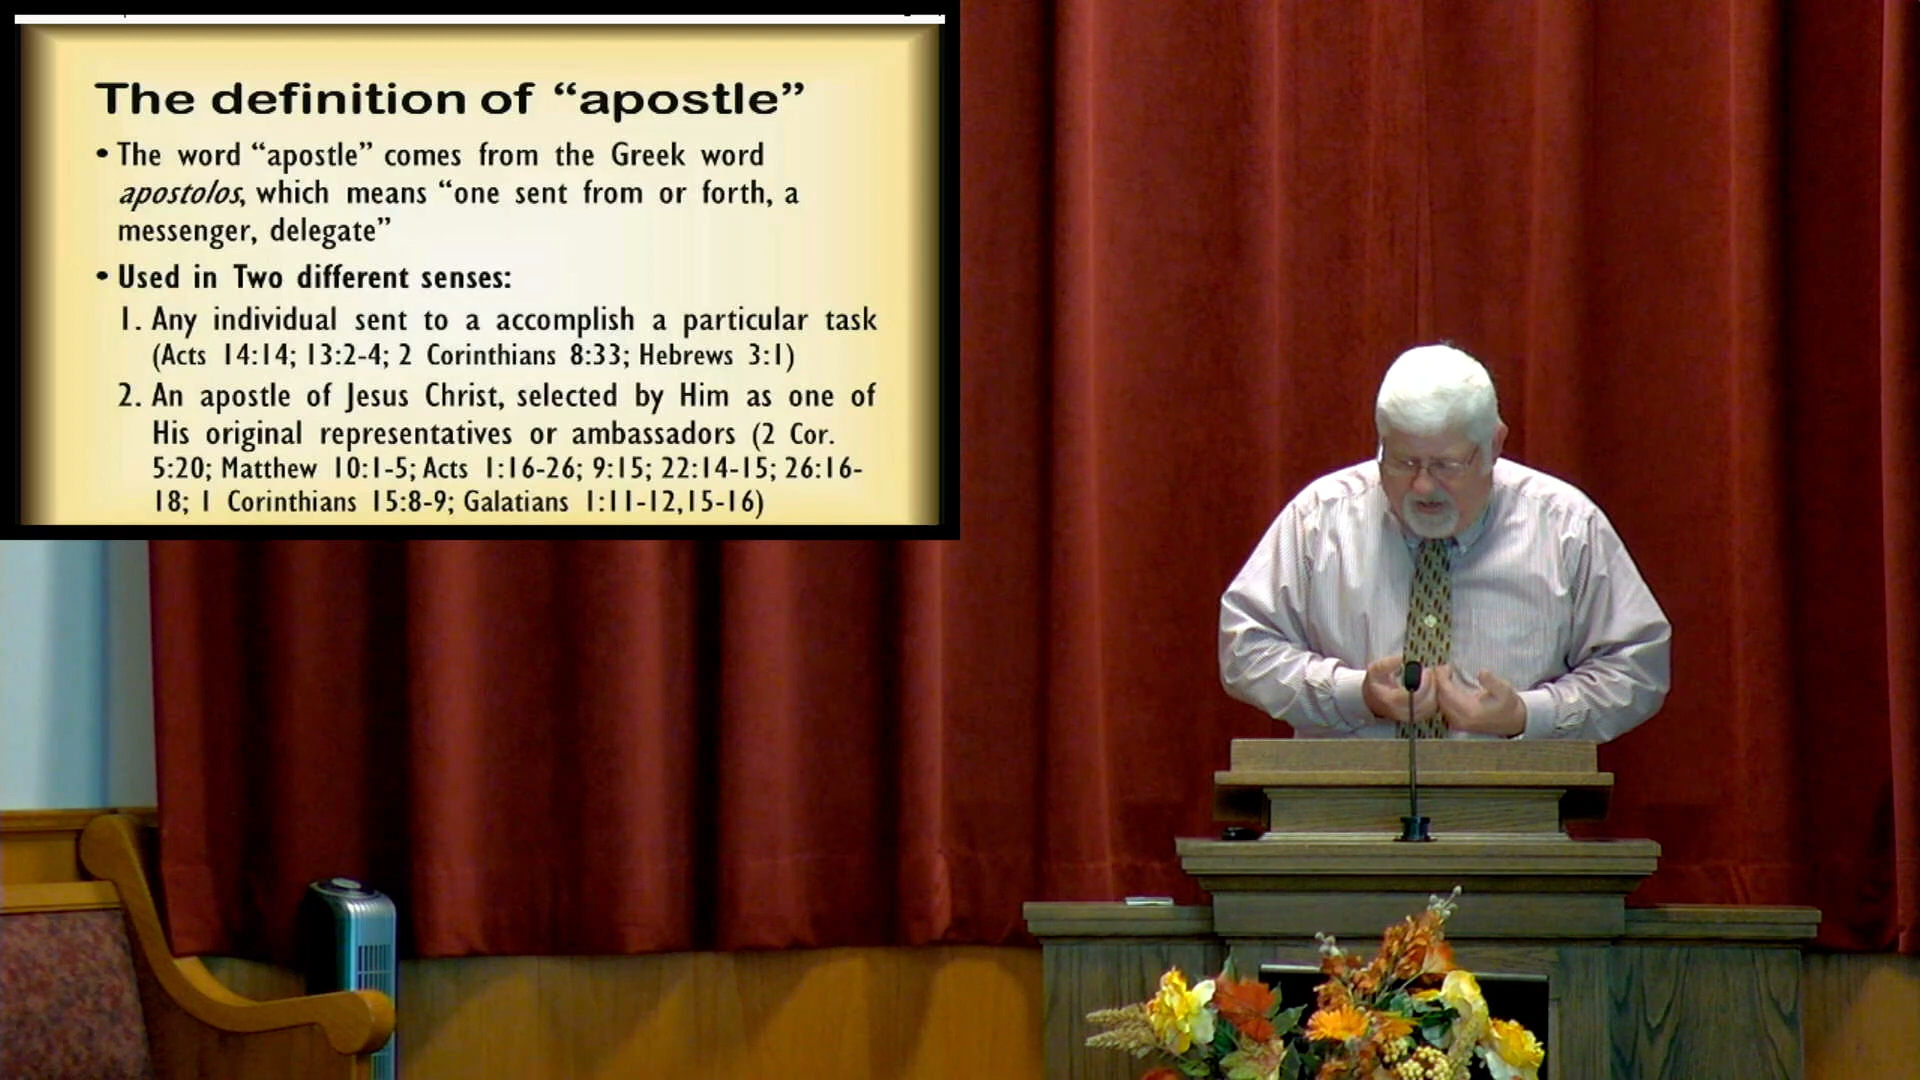 The definition of “apostle”
• The word “apostle” comes from the Greek word
apostolos, which means “one sent from or forth, a
messenger, delegate”
• Used in Two different senses:
1. Any individual sent to a accomplish a particular task
(Acts 14:14; 13:2-4; 2 Corinthians 8:33; Hebrews 3:1)
2. An apostle of Jesus Christ, selected by Him as one of
His original representatives or ambassadors (2 Cor.
5:20; Matthew 10:1-5; Acts 1:16-26; 9:15; 22:14-15; 26:16-
18; 1 Corinthians 15:8-9; Galatians 1:11-12,15-16)